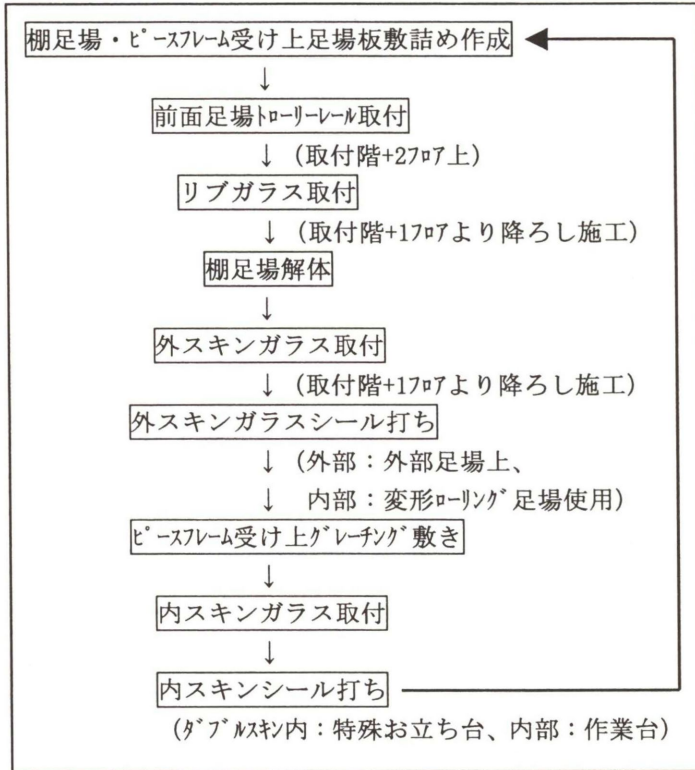 棚足場・ﾋﾟｰｽﾌﾚｰﾑ受け上足場板敷詰め作成
↓
前面足場ﾄﾛｰﾘｰﾚｰﾙ取付
↓ (取付階+2ﾌﾛｱ上)
リブガラス取付
↓ (取付階+1ﾌﾛｱより降ろし施工)
棚足場解体
↓
外スキンガラス取付
↓ (取付階+1ﾌﾛｱより降ろし施工)
外スキンガラスシール打ち
↓ (外部：外部足場上、
↓ 内部：変形ﾛｰﾘﾝｸﾞ足場使用)
ﾋﾟｰｽﾌﾚｰﾑ受け上ｸﾞﾚｰﾁﾝｸﾞ敷き
↓
内スキンガラス取付
↓
内スキンシール打ち
(ﾀﾞﾌﾞﾙｽｷﾝ内：特殊お立ち台、内部：作業台)